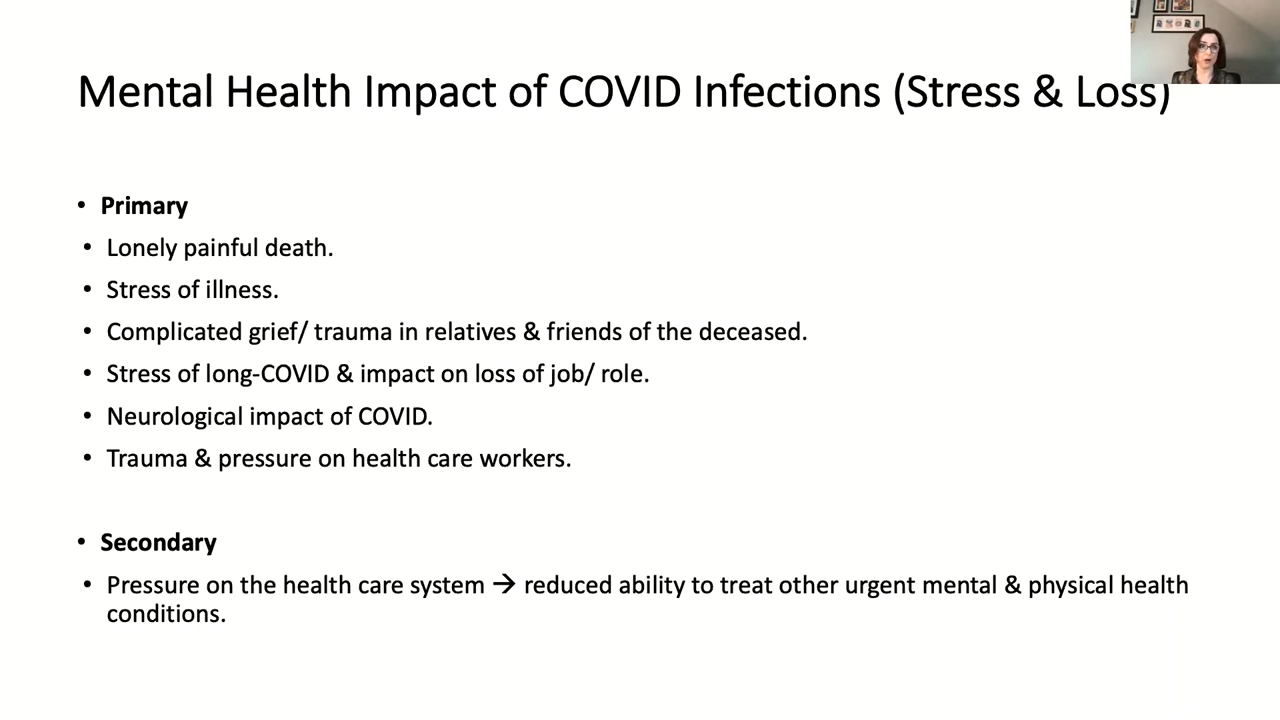 Mental Health Impact of COVID Infections (Stress & Loss)
• Primary
• Lonely painful death.
• Stress of illness.
• Complicated grief/ trauma in relatives & friends of the deceased.
• Stress of long-COVID & impact on loss of job/ role.
• Neurological impact of COVID.
• Trauma & pressure on health care workers.
• Secondary
• Pressure on the health care system → reduced ability to treat other urgent mental & physical health
conditions.